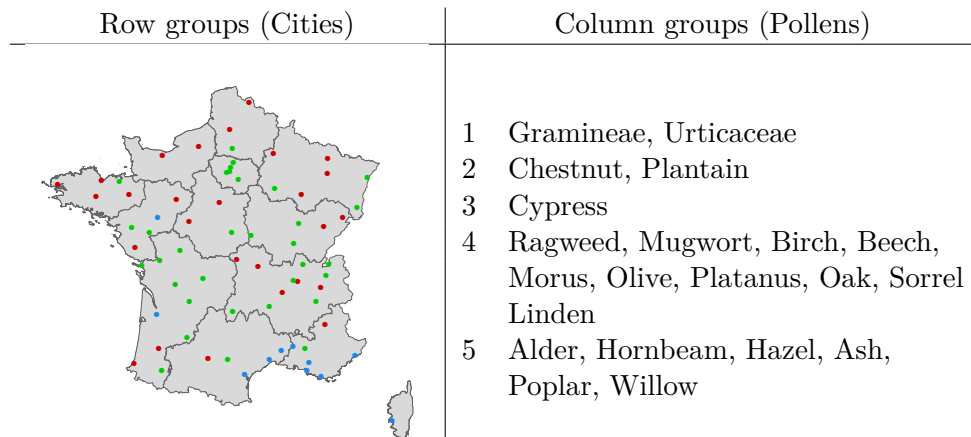 Row groups (Cities) Column groups (Pollens)
1 Gramineae, Urticaceae
2 Chestnut, Plantain
3 Cypress
4 Ragweed, Mugwort, Birch, Beech,
Morus, Olive, Platanus, Oak, Sorrel
Linden
5 Alder, Hornbeam, Hazel, Ash,
Poplar, Willow